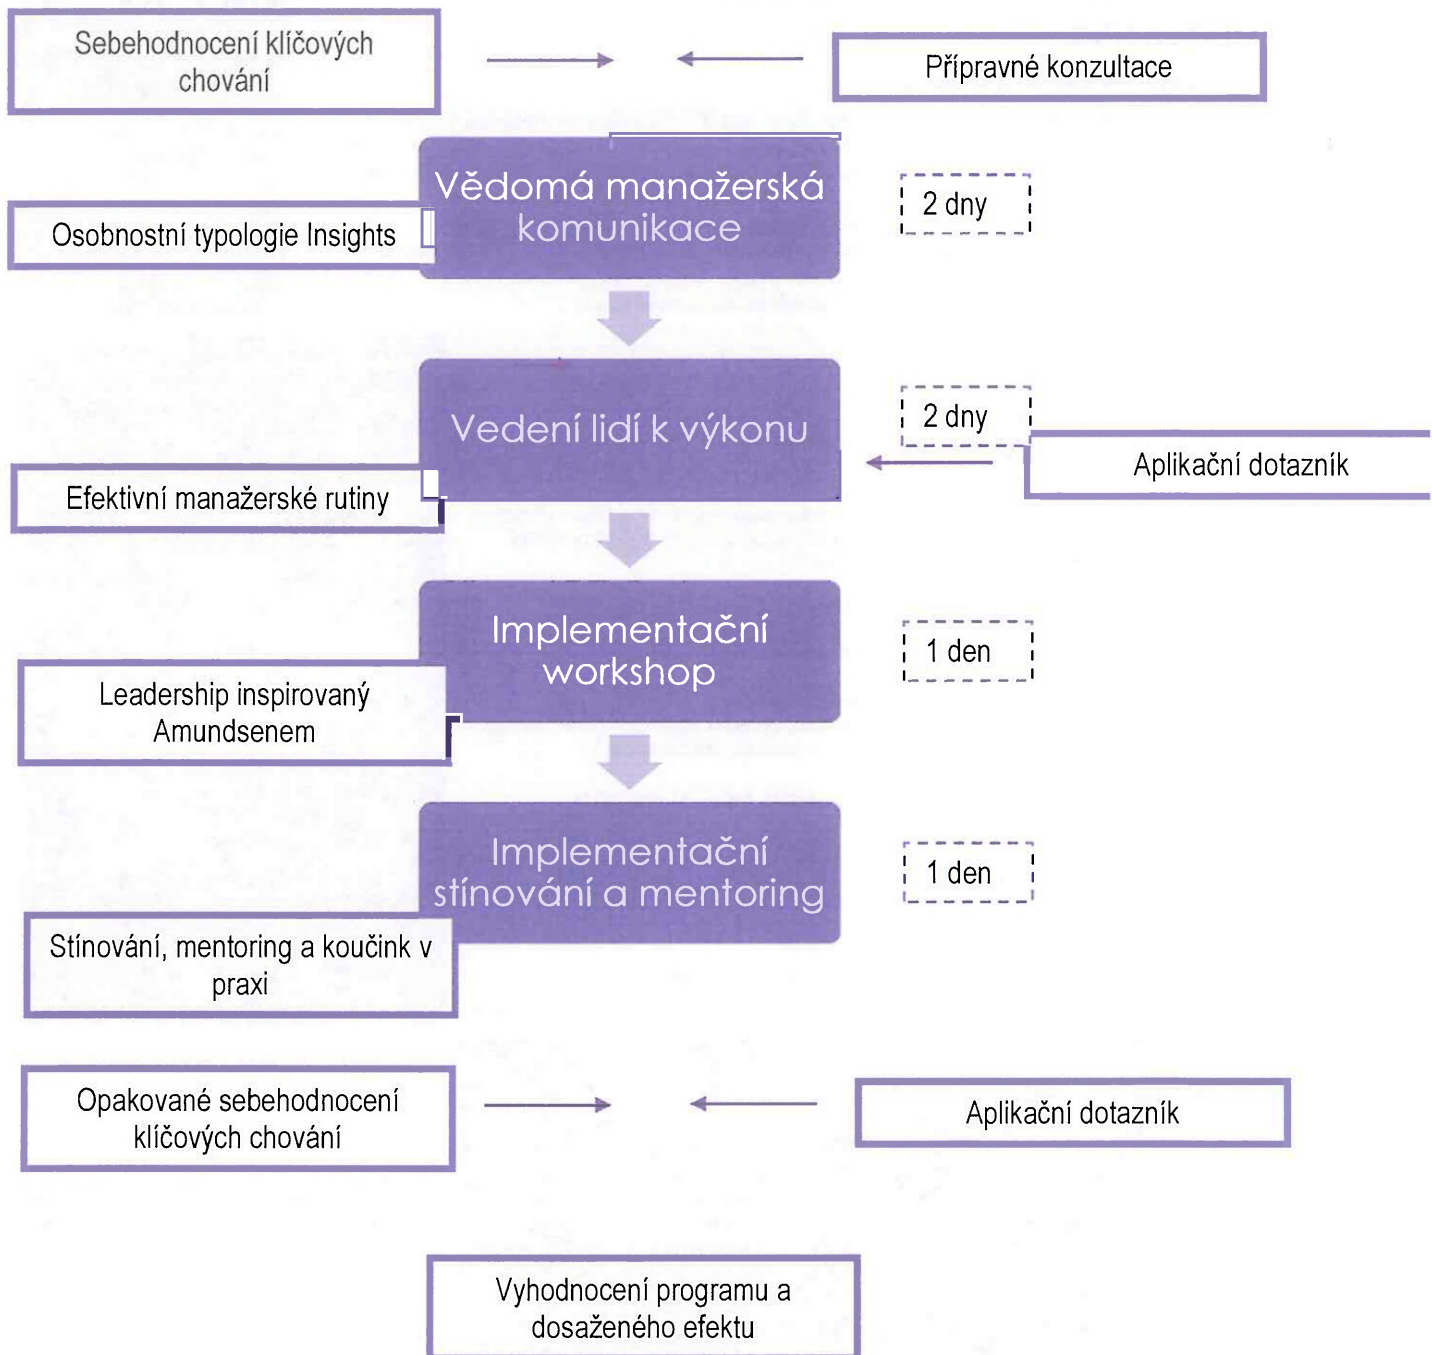 Sebehodnocení klíčových
chování
Přípravné konzultace
Vědomá manažerská
komunikace
2 dny
Osobnostní typologie Insights
Vedení lidí k výkonu
2 dny
Aplikační dotazník
Efektivní manažerské rutiny
Implementační
workshop
1 den
Leadership inspirovaný
Amundsenem
Implementační
stínování a mentoring
1 den
Stínování, mentoring a koučink v
praxi
Opakované sebehodnocení
klíčových chování
Aplikační dotazník
Vyhodnocení programu a
dosaženého efektu